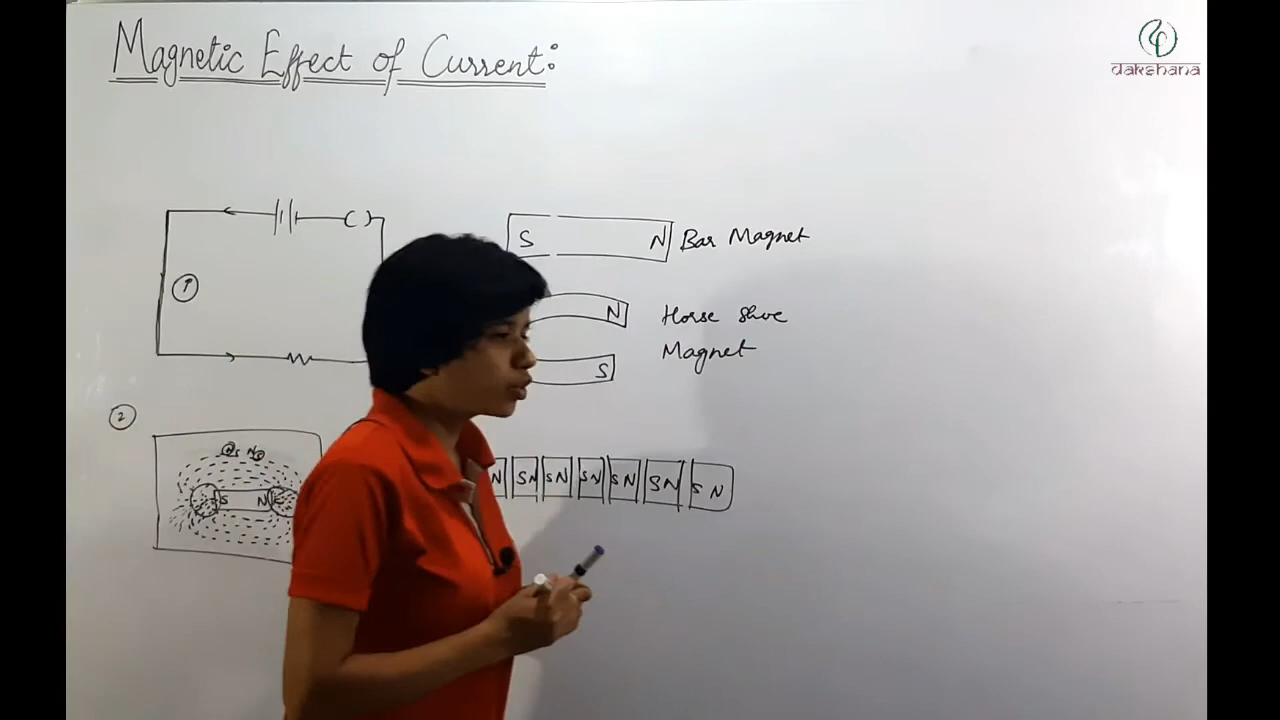 Magnetic Effect of Current:
dakshana
S N Bar Magnet
1
N Horse Shoe
Magnet
S
2
S N
S N
N S N S N S N S N S N S N